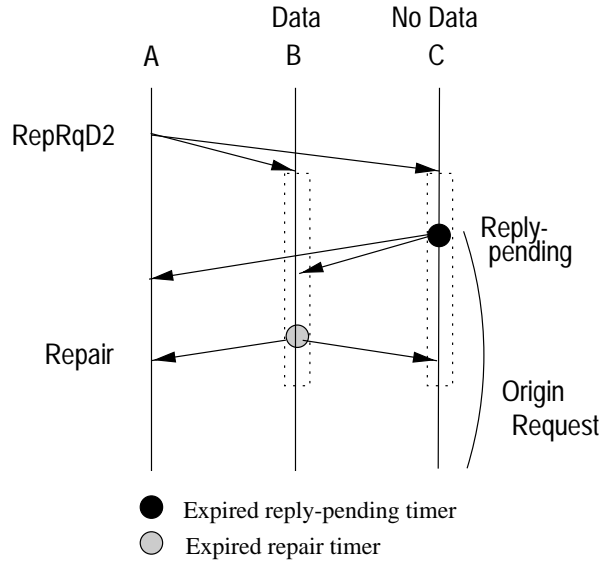 Data
No Data
A
B
C
RepRqD2
Reply-
pending
Repair
Origin
Request
Expired reply-pending timer
Expired repair timer